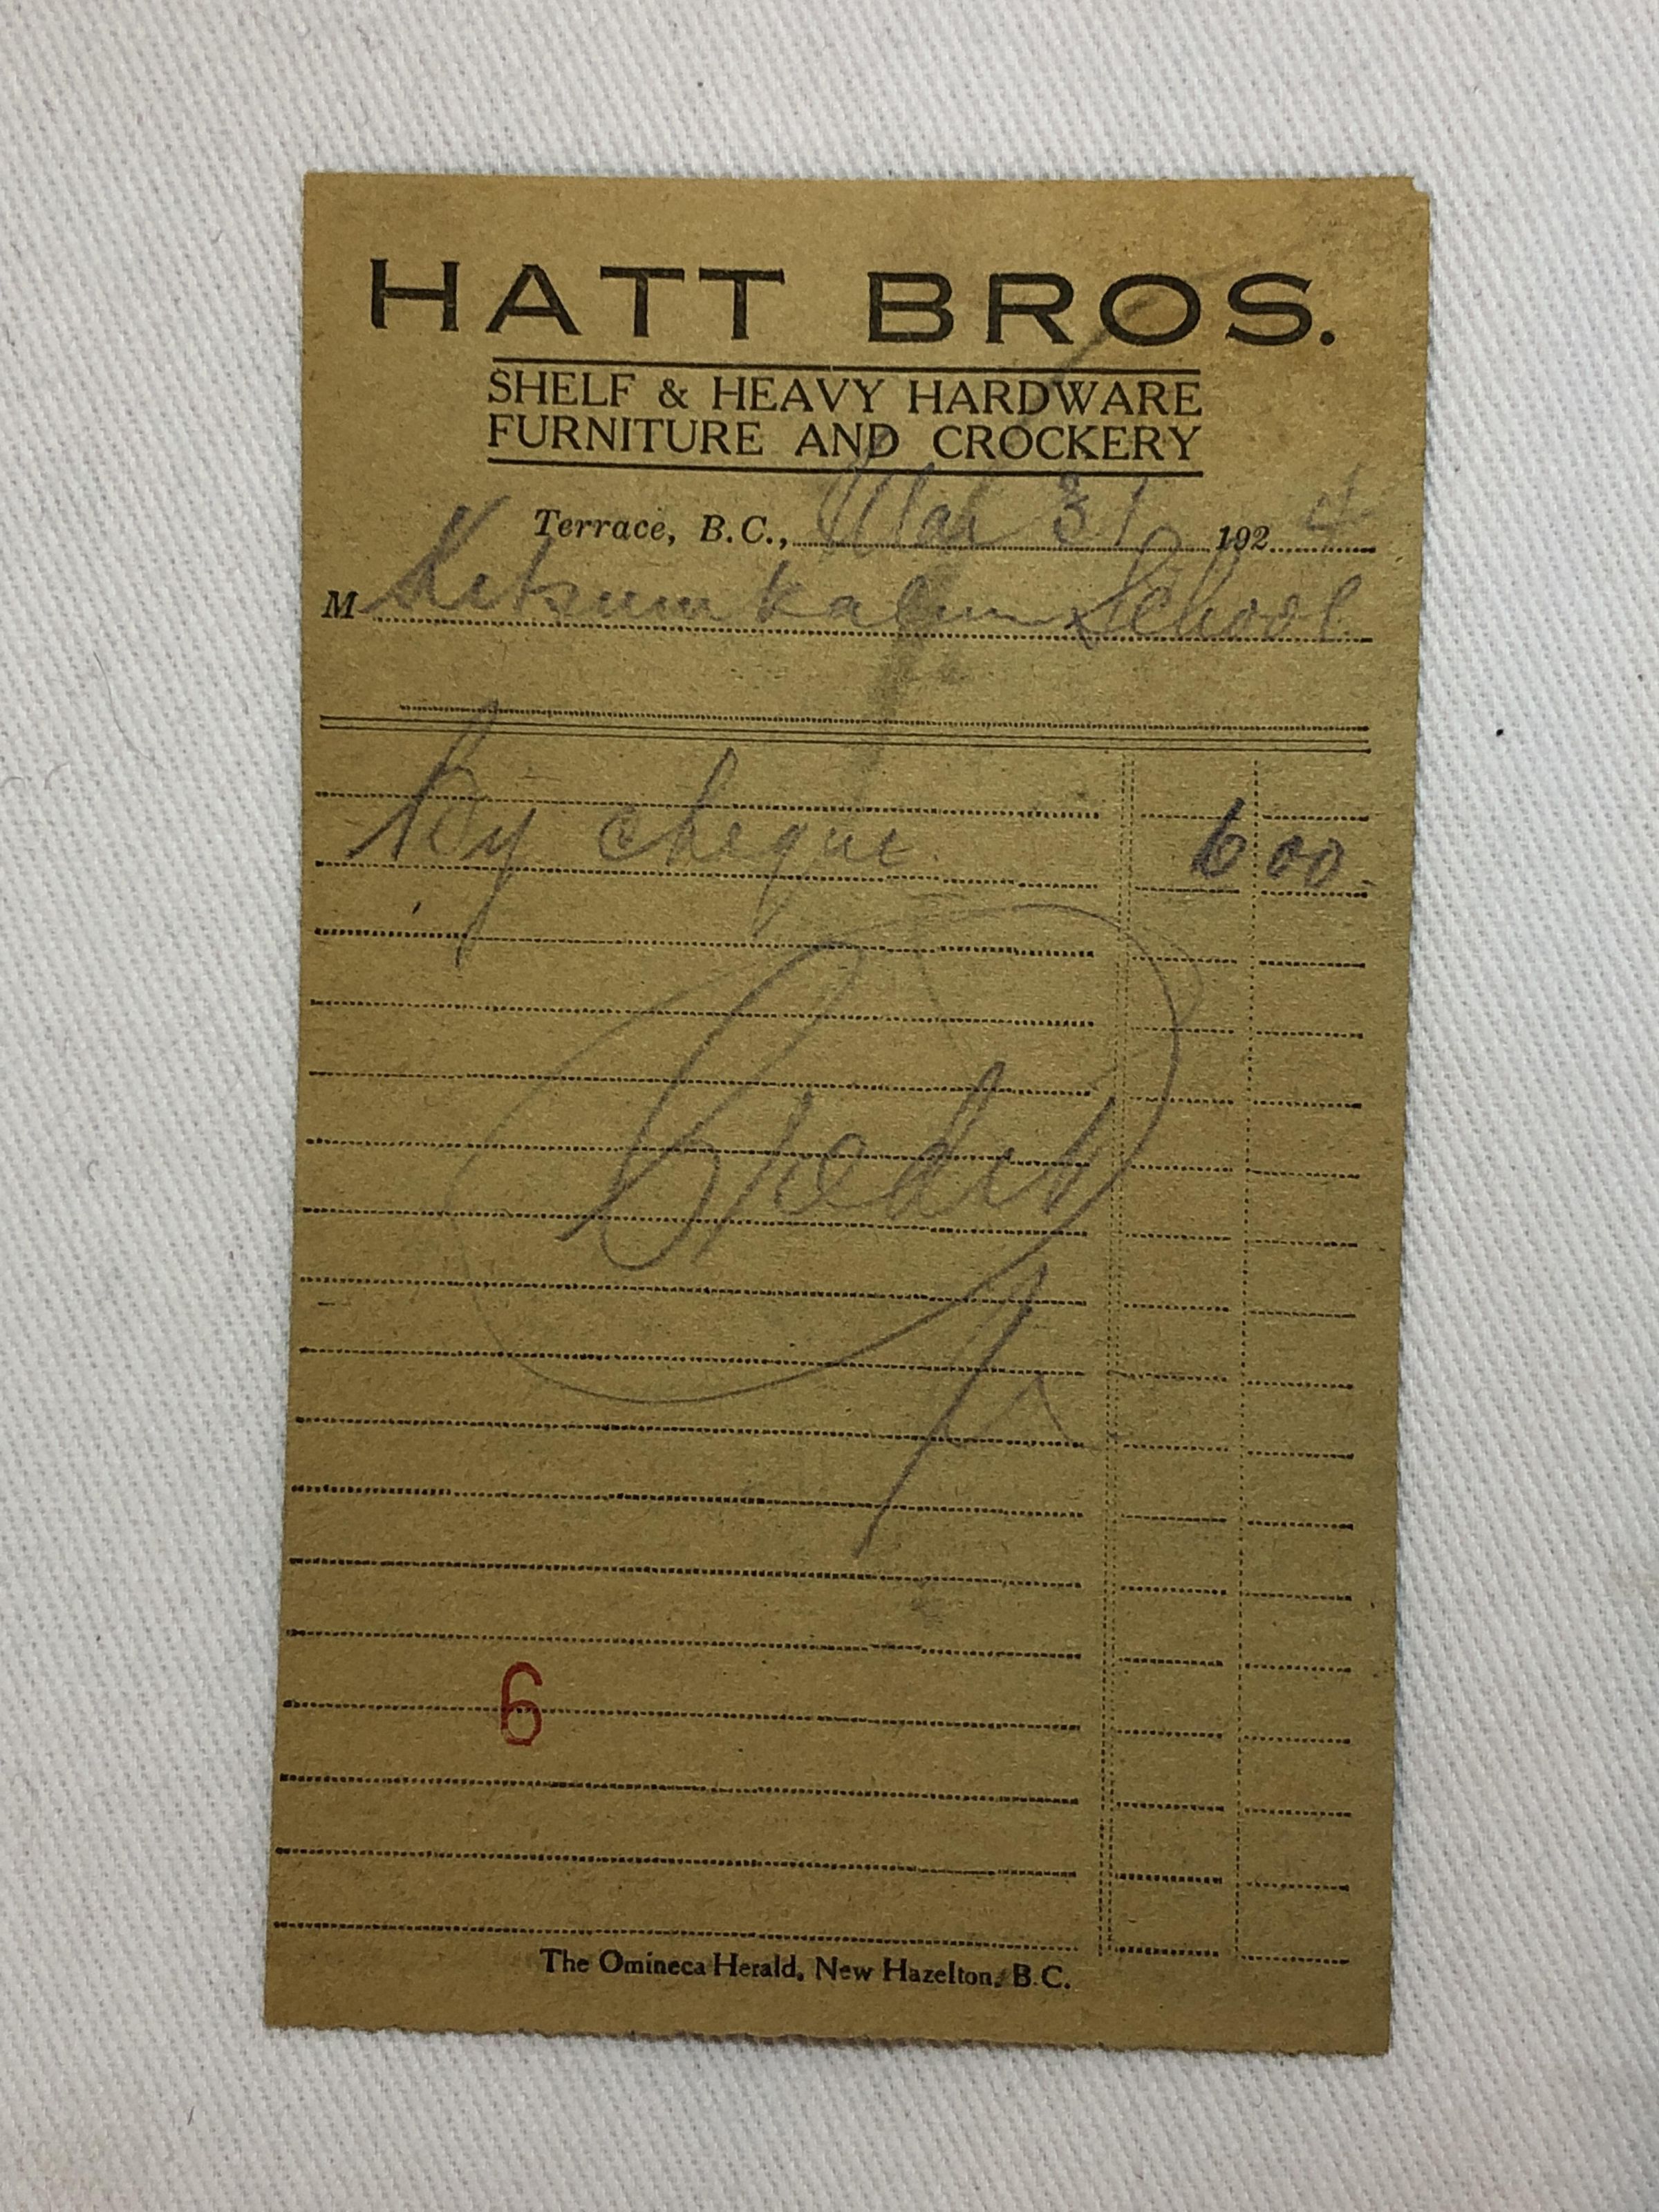 HATT BROS.
SHELF & HEAVY HARDWARE
FURNITURE AND CROCKERY
Terrace, B.C., Mar 31 1924
M Kitsumkalum School
By cheque 6 00
Credit
6
The Omineca Herald, New Hazelton, B.C.